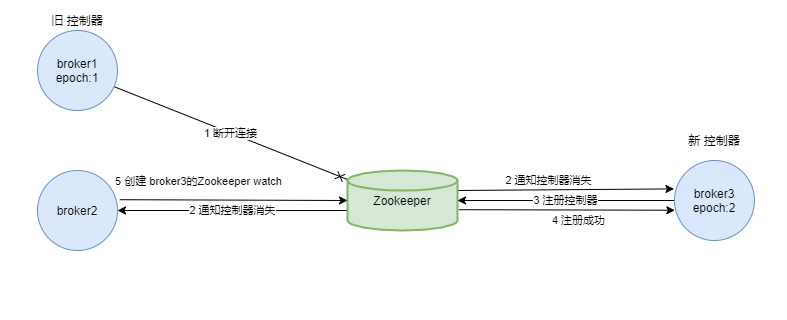 旧 控制器
broker1
epoch:1
1 断开连接
新 控制器
5 创建 broker3的Zookeeper watch
2 通知控制器消失
broker2
2 通知控制器消失
Zookeeper
3 注册控制器
broker3
epoch:2
4 注册成功